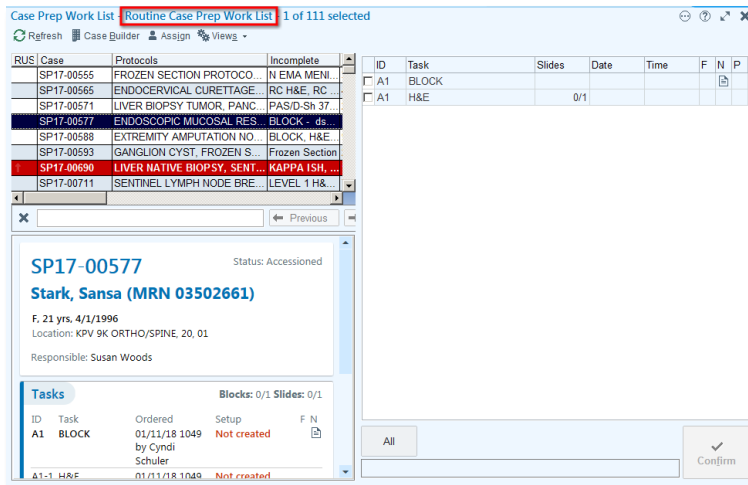 Case Prep Work List - Routine Case Prep Work List - 1 of 111 selected
Refresh Case Builder Assign Views
RUS Case Protocols Incomplete
SP17-00555 FROZEN SECTION PROTOCO... N EMA MENI...
SP17-00565 ENDOCERVICAL CURETTAGE... RC H&E, RC ...
SP17-00571 LIVER BIOPSY TUMOR, PANC... PAS/D-Sh 37...
SP17-00577 ENDOSCOPIC MUCOSAL RES... BLOCK - ds...
SP17-00588 EXTREMITY AMPUTATION NO... BLOCK, H&E...
SP17-00593 GANGLION CYST, FROZEN S... Frozen Section
SP17-00690 LIVER NATIVE BIOPSY, SENT... KAPPA ISH, ...
SP17-00711 SENTINEL LYMPH NODE BRE... LEVEL 1 H&...
Previous
SP17-00577 Status: Accessioned
Stark, Sansa (MRN 03502661)
F, 21 yrs, 4/1/1996
Location: KPV 9K ORTHO/SPINE, 20, 01
Responsible: Susan Woods
Tasks Blocks: 0/1 Slides: 0/1
ID Task Ordered Setup F N
A1 BLOCK 01/11/18 1049 Not created
by Cyndi
Schuler
A1-1 H&E 01/11/18 1049 Not created
ID Task Slides Date Time F N P
A1 BLOCK
A1 H&E 0/1
All
Confirm